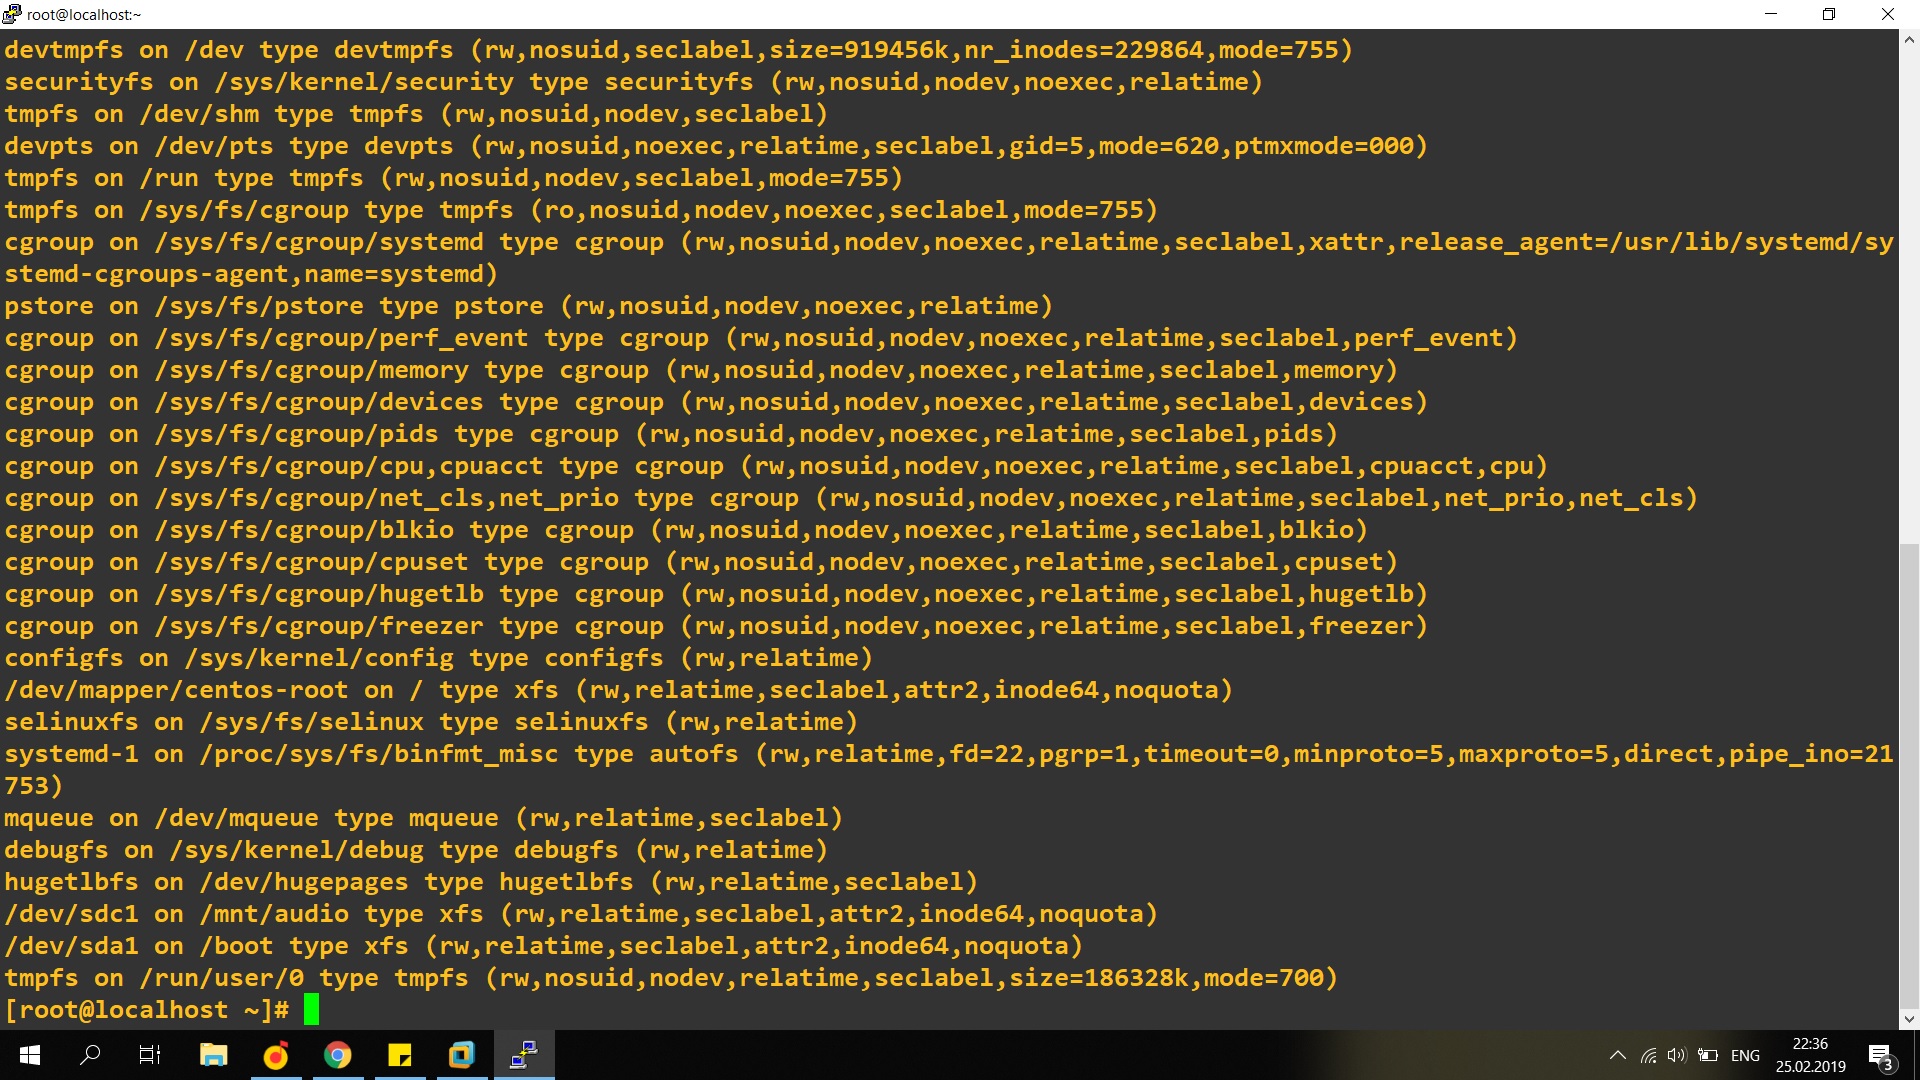 root@localhost:~
devtmpfs on /dev type devtmpfs (rw,nosuid,seclabel,size=919456k,nr_inodes=229864,mode=755)
securityfs on /sys/kernel/security type securityfs (rw,nosuid,nodev,noexec,relatime)
tmpfs on /dev/shm type tmpfs (rw,nosuid,nodev,seclabel)
devpts on /dev/pts type devpts (rw,nosuid,noexec,relatime,seclabel,gid=5,mode=620,ptmxmode=000)
tmpfs on /run type tmpfs (rw,nosuid,nodev,seclabel,mode=755)
tmpfs on /sys/fs/cgroup type tmpfs (ro,nosuid,nodev,noexec,seclabel,mode=755)
cgroup on /sys/fs/cgroup/systemd type cgroup (rw,nosuid,nodev,noexec,relatime,seclabel,xattr,release_agent=/usr/lib/systemd/sy
stemd-cgroups-agent,name=systemd)
pstore on /sys/fs/pstore type pstore (rw,nosuid,nodev,noexec,relatime)
cgroup on /sys/fs/cgroup/perf_event type cgroup (rw,nosuid,nodev,noexec,relatime,seclabel,perf_event)
cgroup on /sys/fs/cgroup/memory type cgroup (rw,nosuid,nodev,noexec,relatime,seclabel,memory)
cgroup on /sys/fs/cgroup/devices type cgroup (rw,nosuid,nodev,noexec,relatime,seclabel,devices)
cgroup on /sys/fs/cgroup/pids type cgroup (rw,nosuid,nodev,noexec,relatime,seclabel,pids)
cgroup on /sys/fs/cgroup/cpu,cpuacct type cgroup (rw,nosuid,nodev,noexec,relatime,seclabel,cpuacct,cpu)
cgroup on /sys/fs/cgroup/net_cls,net_prio type cgroup (rw,nosuid,nodev,noexec,relatime,seclabel,net_prio,net_cls)
cgroup on /sys/fs/cgroup/blkio type cgroup (rw,nosuid,nodev,noexec,relatime,seclabel,blkio)
cgroup on /sys/fs/cgroup/cpuset type cgroup (rw,nosuid,nodev,noexec,relatime,seclabel,cpuset)
cgroup on /sys/fs/cgroup/hugetlb type cgroup (rw,nosuid,nodev,noexec,relatime,seclabel,hugetlb)
cgroup on /sys/fs/cgroup/freezer type cgroup (rw,nosuid,nodev,noexec,relatime,seclabel,freezer)
configfs on /sys/kernel/config type configfs (rw,relatime)
/dev/mapper/centos-root on / type xfs (rw,relatime,seclabel,attr2,inode64,noquota)
selinuxfs on /sys/fs/selinux type selinuxfs (rw,relatime)
systemd-1 on /proc/sys/fs/binfmt_misc type autofs (rw,relatime,fd=22,pgrp=1,timeout=0,minproto=5,maxproto=5,direct,pipe_ino=21
753)
mqueue on /dev/mqueue type mqueue (rw,relatime,seclabel)
debugfs on /sys/kernel/debug type debugfs (rw,relatime)
hugetlbfs on /dev/hugepages type hugetlbfs (rw,relatime,seclabel)
/dev/sdc1 on /mnt/audio type xfs (rw,relatime,seclabel,attr2,inode64,noquota)
/dev/sda1 on /boot type xfs (rw,relatime,seclabel,attr2,inode64,noquota)
tmpfs on /run/user/0 type tmpfs (rw,nosuid,nodev,relatime,seclabel,size=186328k,mode=700)
[root@localhost ~]#
ENG
22:36
25.02.2019
3